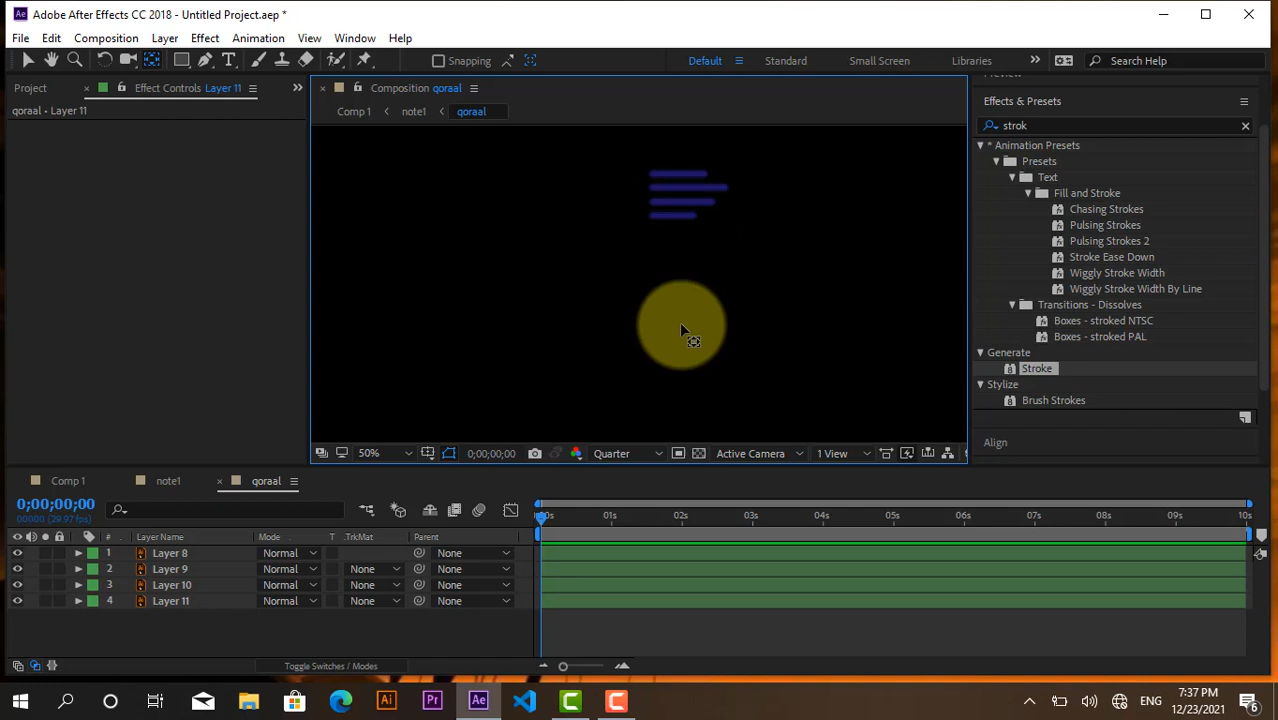 Adobe After Effects CC 2018 - Untitled Project.aep *
File Edit Composition Layer Effect Animation View Window Help
Snapping Default Standard Small Screen Libraries Search Help
Project Effect Controls Layer 11
qoraal • Layer 11
Composition qoraal
Comp 1 note1 qoraal
Effects & Presets
strok
* Animation Presets
Presets
Text
Fill and Stroke
Chasing Strokes
Pulsing Strokes
Pulsing Strokes 2
Stroke Ease Down
Wiggly Stroke Width
Wiggly Stroke Width By Line
Transitions - Dissolves
Boxes - stroked NTSC
Boxes - stroked PAL
Generate
Stroke
Stylize
Brush Strokes
Align
50% 0;00;00;00 Quarter Active Camera 1 View
Comp 1 note1 qoraal
0;00;00;00
00000 (29.97 fps)
01s 02s 03s 04s 05s 06s 07s 08s 09s 10s
# Layer Name Mode T .TrkMat Parent
1 Layer 8 Normal None
2 Layer 9 Normal None None
3 Layer 10 Normal None None
4 Layer 11 Normal None None
Toggle Switches / Modes
ENG 7:37 PM
12/23/2021 6